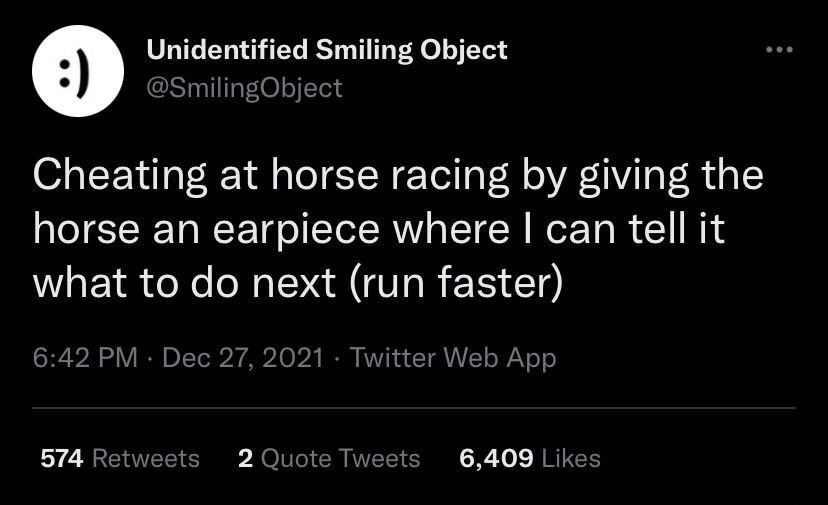 :)
Unidentified Smiling Object
@SmilingObject
Cheating at horse racing by giving the
horse an earpiece where I can tell it
what to do next (run faster)
6:42 PM · Dec 27, 2021 · Twitter Web App
574 Retweets 2 Quote Tweets 6,409 Likes